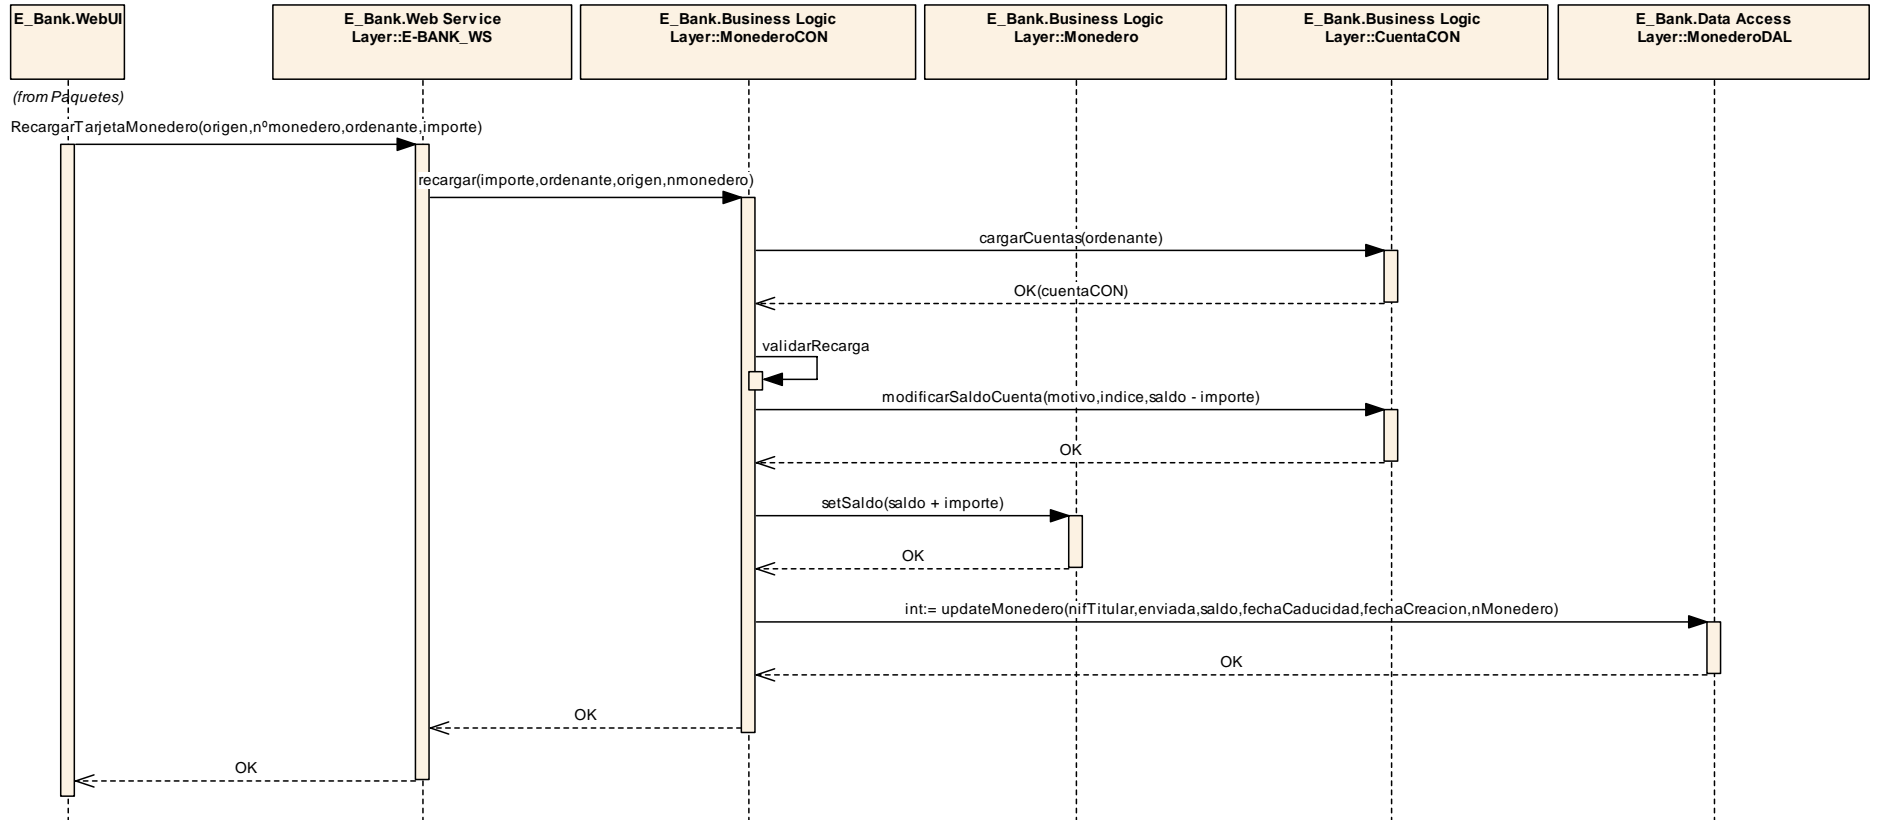 E_Bank.WebUI
E_Bank.Web Service
Layer::E-BANK_WS
E_Bank.Business Logic
Layer::MonederoCON
E_Bank.Business Logic
Layer::Monedero
E_Bank.Business Logic
Layer::CuentaCON
E_Bank.Data Access
Layer::MonederoDAL
(from Paquetes)
RecargarTarjetaMonedero(origen,nºmonedero,ordenante,importe)
recargar(importe,ordenante,origen,nmonedero)
cargarCuentas(ordenante)
OK(cuentaCON)
validarRecarga
modificarSaldoCuenta(motivo,indice,saldo - importe)
OK
setSaldo(saldo + importe)
OK
int:= updateMonedero(nifTitular,enviada,saldo,fechaCaducidad,fechaCreacion,nMonedero)
OK
OK
OK